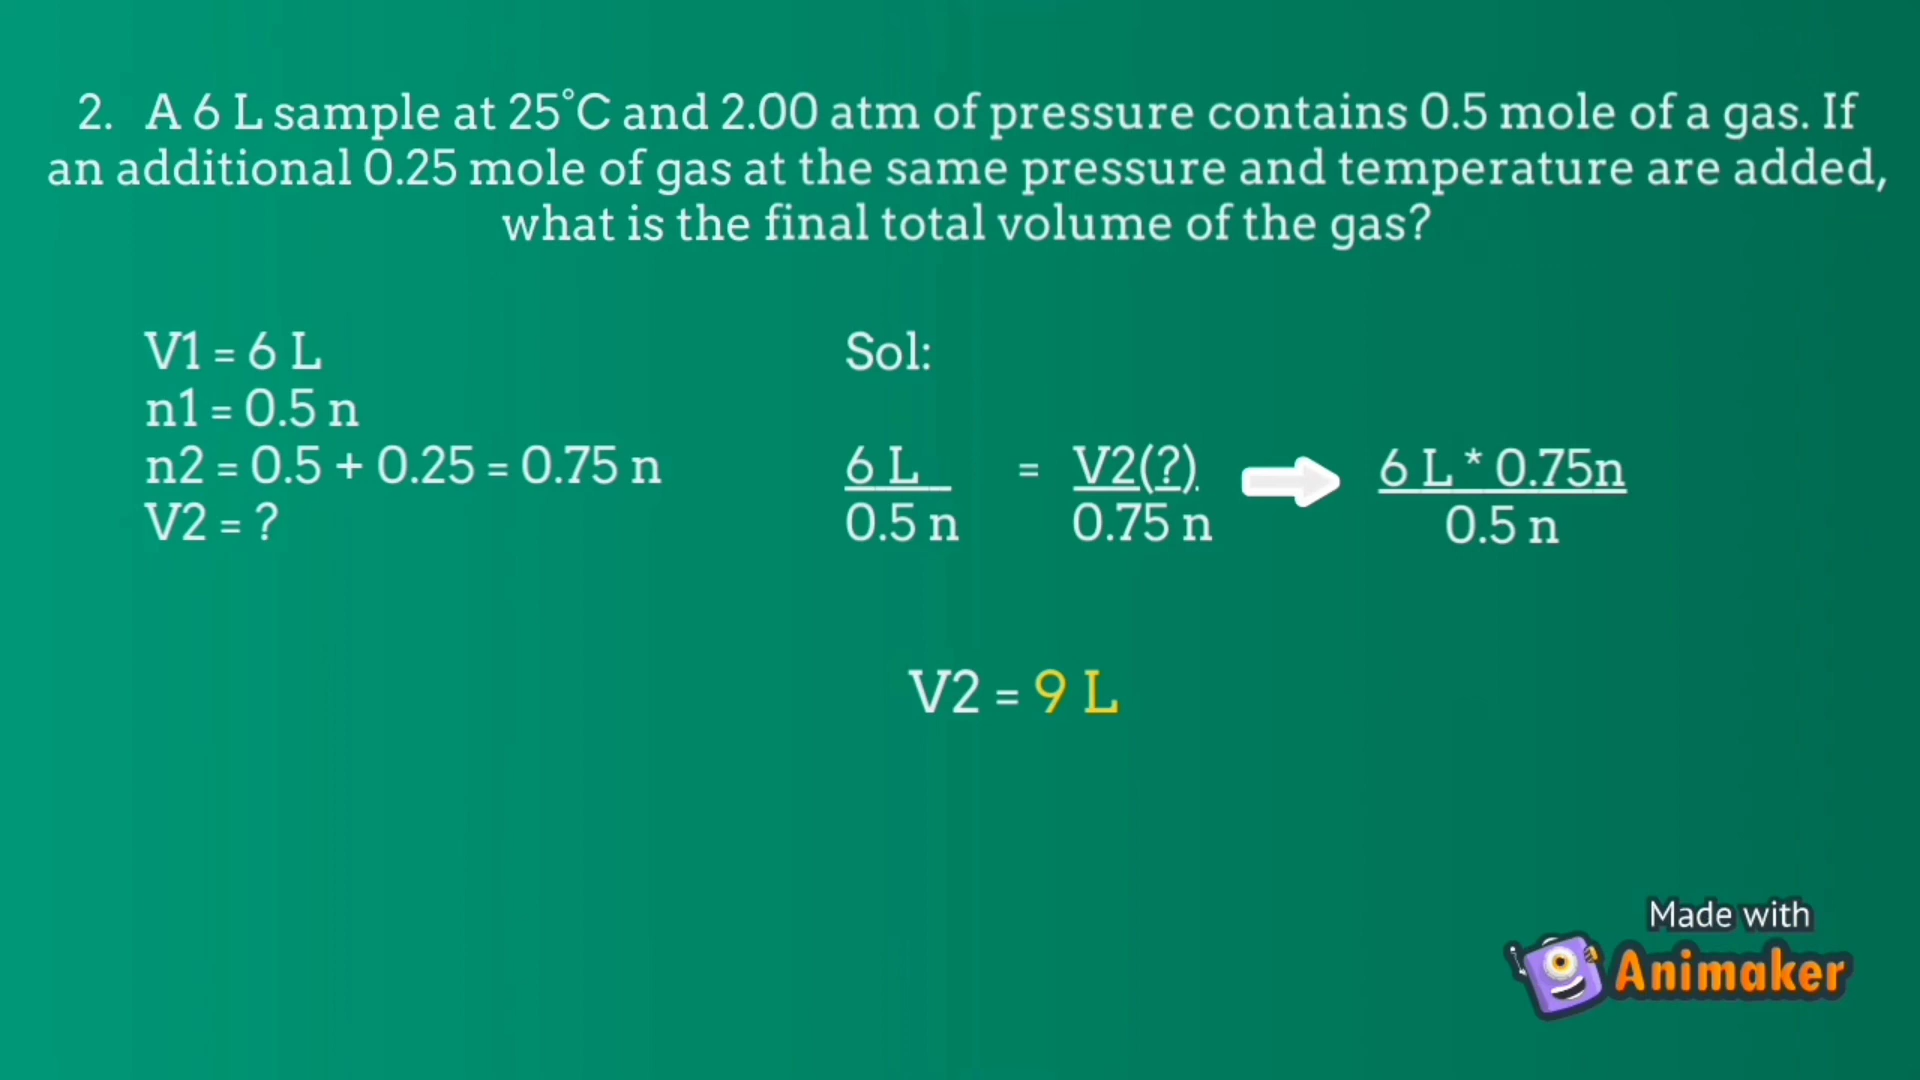 2. A 6 L sample at 25°C and 2.00 atm of pressure contains 0.5 mole of a gas. If
an additional 0.25 mole of gas at the same pressure and temperature are added,
what is the final total volume of the gas?
V1 = 6 L
n1 = 0.5 n
n2 = 0.5 + 0.25 = 0.75 n
V2 = ?
Sol:
6 L = V2(?) 6 L * 0.75n
0.5 n 0.75 n 0.5 n
V2 = 9 L
Made with
Animaker